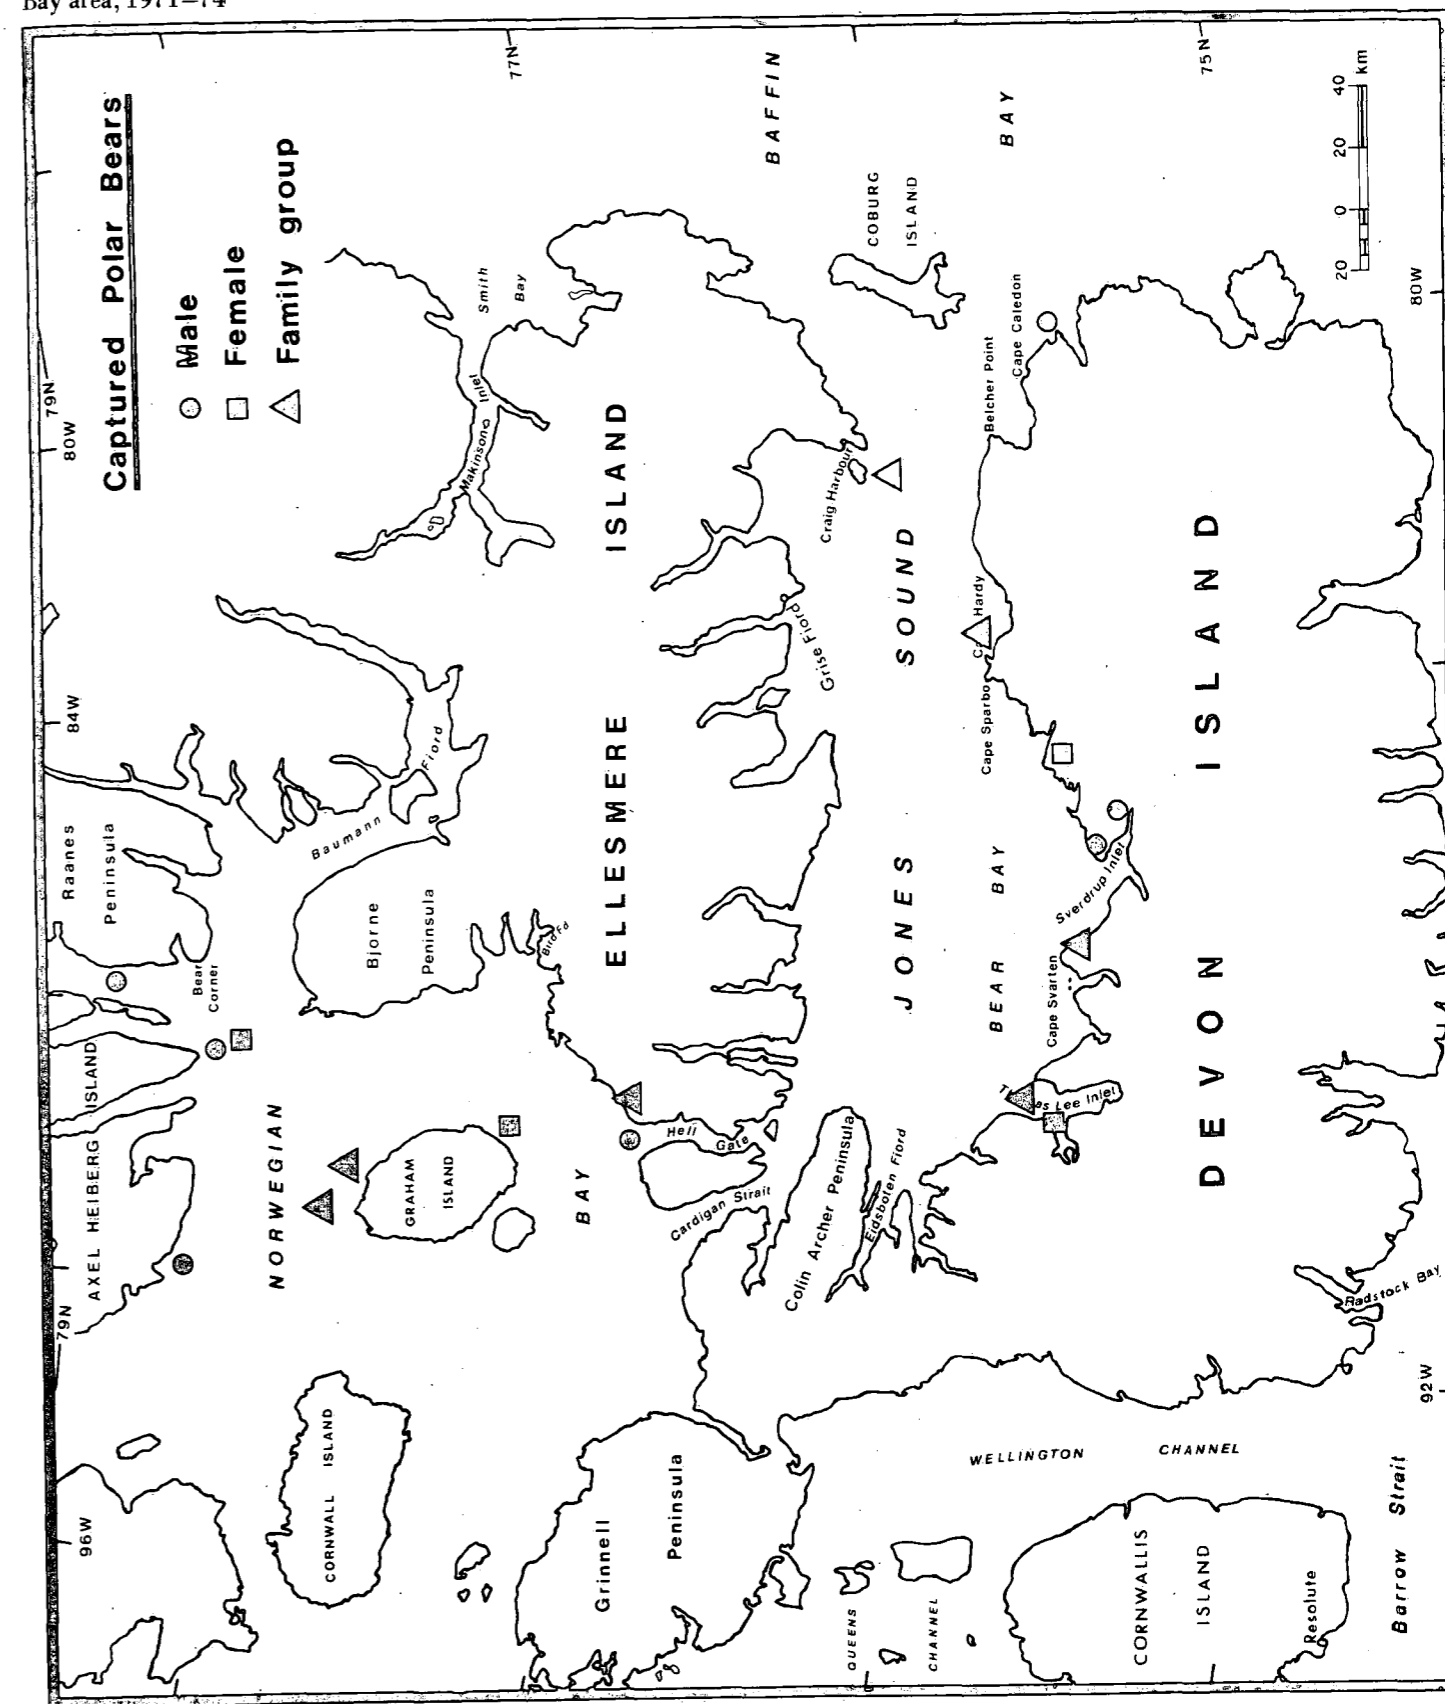 Bay area, 1971–74
Captured Polar Bears
Male
Female
Family group
79N
80W
84W
79N
96W
77N
75N
80W
92W
20 0 20 40 km
BAFFIN
BAY
COBURG
ISLAND
Smith
Bay
Makinson
Inlet
ELLESMERE ISLAND
Craig Harbour
Grise Fiord
JONES SOUND
Belcher Point
Cape Caledon
Hardy
Cape Sparbo
BEAR BAY
Sverdrup Inlet
Cape Svarten
Lee Inlet
DEVON ISLAND
Raanes
Peninsula
Baumann
Fiord
Bjorne
Peninsula
Bird Fd
Bear
Corner
AXEL HEIBERG ISLAND
NORWEGIAN
BAY
GRAHAM
ISLAND
Hell
Gate
Cardigan Strait
Colin Archer Peninsula
Eidsboten Fiord
Radstock Bay
CORNWALL ISLAND
Grinnell
Peninsula
WELLINGTON CHANNEL
QUEENS
CHANNEL
CORNWALLIS
ISLAND
Resolute
Barrow Strait